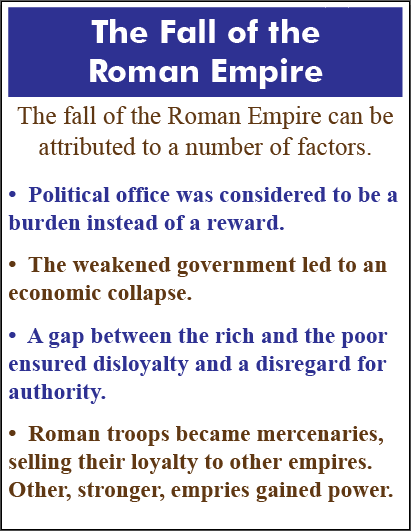 The Fall of the
Roman Empire
The fall of the Roman Empire can be
attributed to a number of factors.
• Political office was considered to be a
burden instead of a reward.
• The weakened government led to an
economic collapse.
• A gap between the rich and the poor
ensured disloyalty and a disregard for
authority.
• Roman troops became mercenaries,
selling their loyalty to other empires.
Other, stronger, empries gained power.